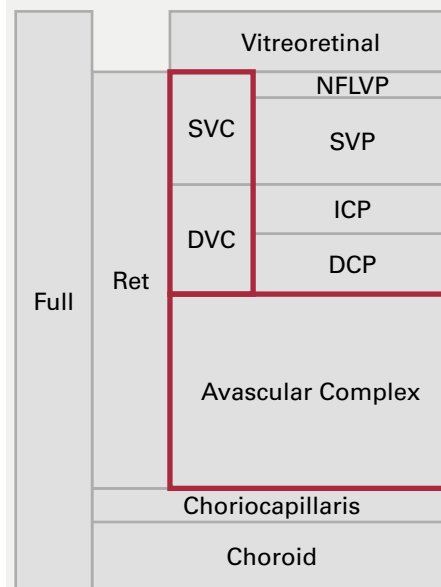 Vitreoretinal
NFLVP
SVC
SVP
ICP
DVC
DCP
Ret
Full
Avascular Complex
Choriocapillaris
Choroid